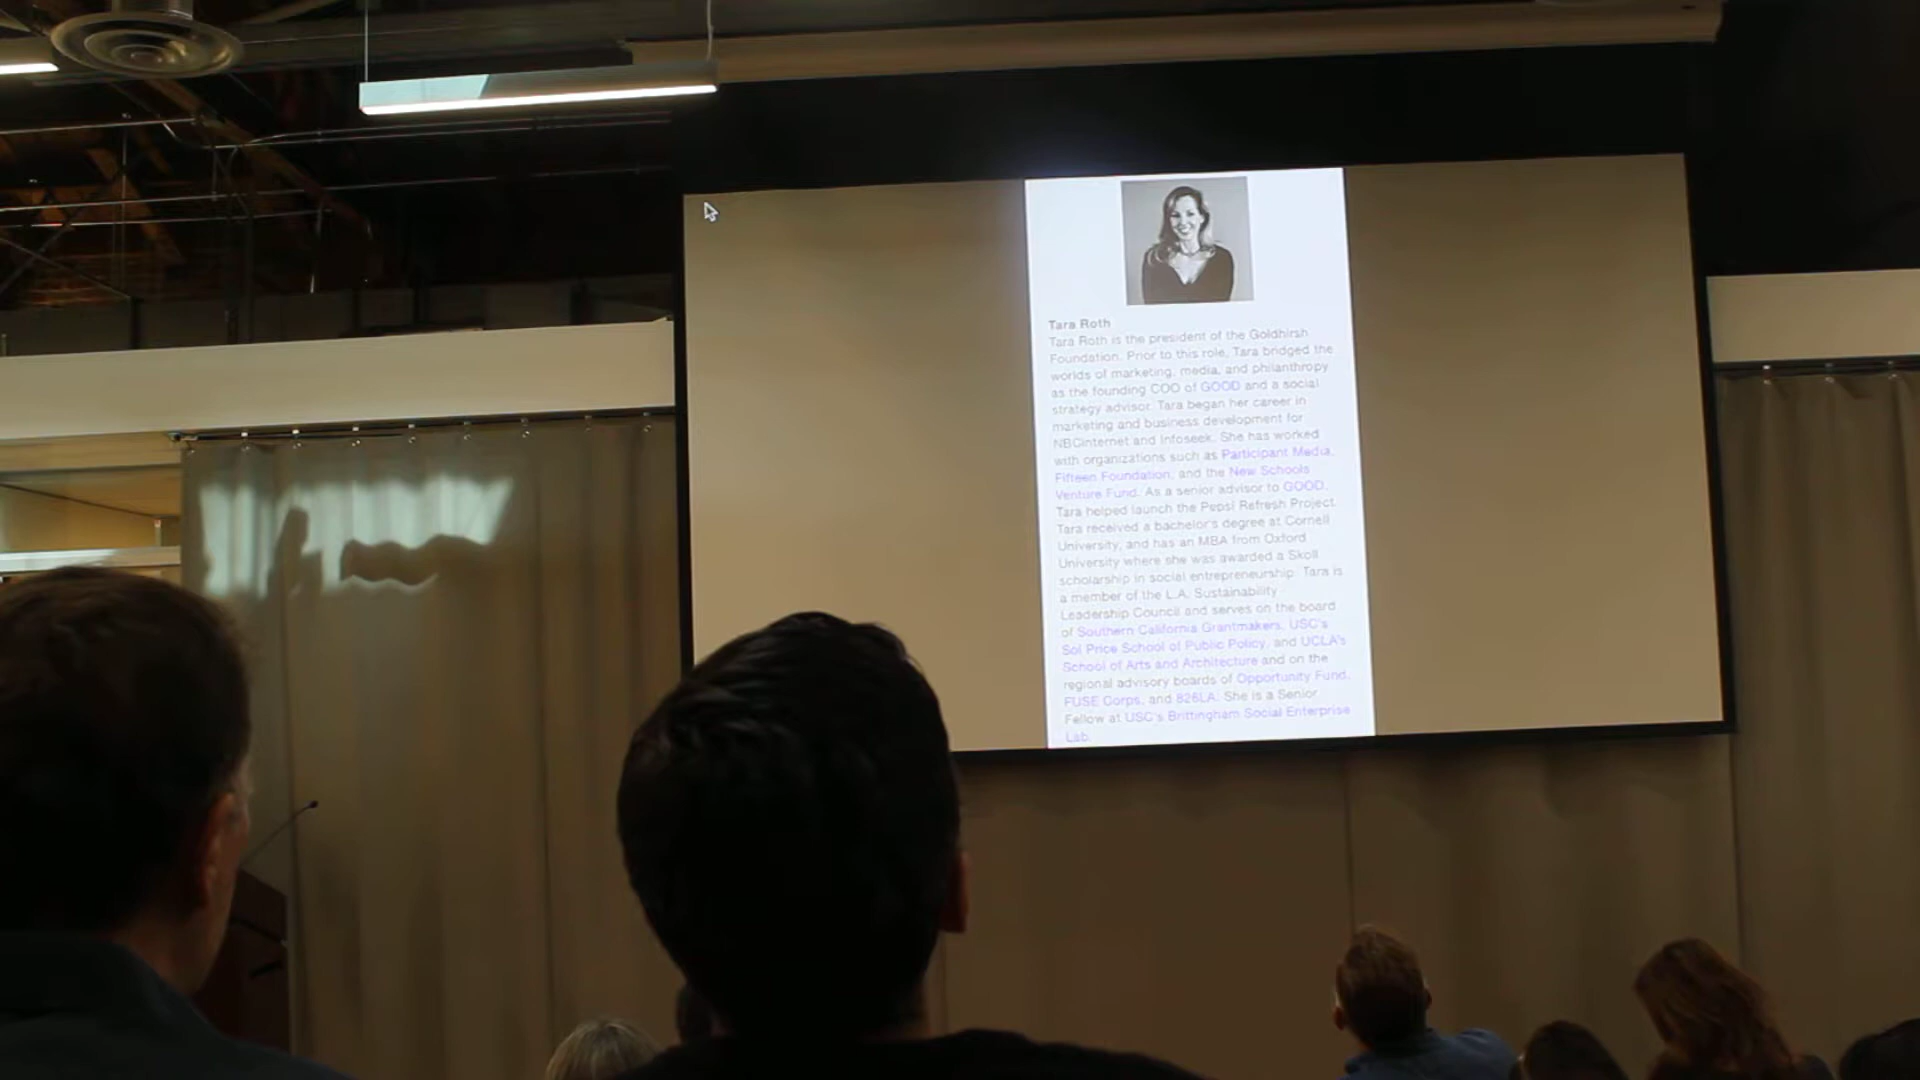 Tara Roth
Tara Roth is the president of the Goldhirsh
Foundation. Prior to this role, Tara bridged the
worlds of marketing, media, and philanthropy
as the founding COO of GOOD and a social
strategy advisor. Tara began her career in
marketing and business development for
NBCinternet and Infoseek. She has worked
with organizations such as Participant Media,
Fifteen Foundation, and the New Schools
Venture Fund. As a senior advisor to GOOD,
Tara helped launch the Pepsi Refresh Project.
Tara received a bachelor's degree at Cornell
University, and has an MBA from Oxford
University where she was awarded a Skoll
scholarship in social entrepreneurship. Tara is
a member of the L.A. Sustainability
Leadership Council and serves on the board
of Southern California Grantmakers, USC's
Sol Price School of Public Policy, and UCLA's
School of Arts and Architecture and on the
regional advisory boards of Opportunity Fund,
FUSE Corps, and 826LA. She is a Senior
Fellow at USC's Brittingham Social Enterprise
Lab.